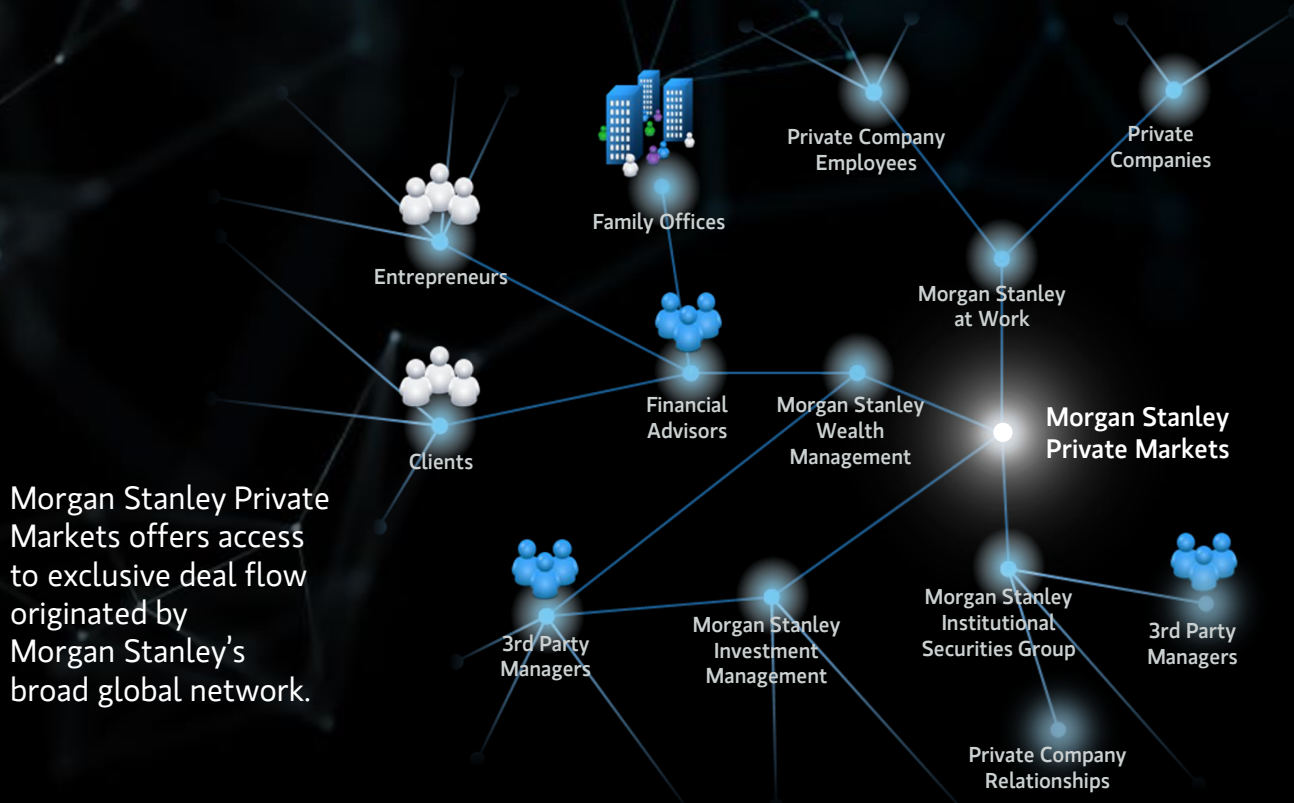 Private Company
Employees
Private
Companies
Family Offices
Entrepreneurs
Morgan Stanley
at Work
Financial
Advisors
Morgan Stanley
Wealth
Management
Morgan Stanley
Private Markets
Clients
Morgan Stanley Private
Markets offers access
to exclusive deal flow
originated by
Morgan Stanley’s
broad global network.
3rd Party
Managers
Morgan Stanley
Investment
Management
Morgan Stanley
Institutional
Securities Group
3rd Party
Managers
Private Company
Relationships